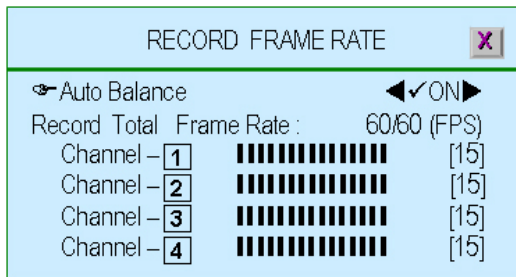 RECORD FRAME RATE X
Auto Balance ✓ON
Record Total Frame Rate : 60/60 (FPS)
Channel – 1 [15]
Channel – 2 [15]
Channel – 3 [15]
Channel – 4 [15]